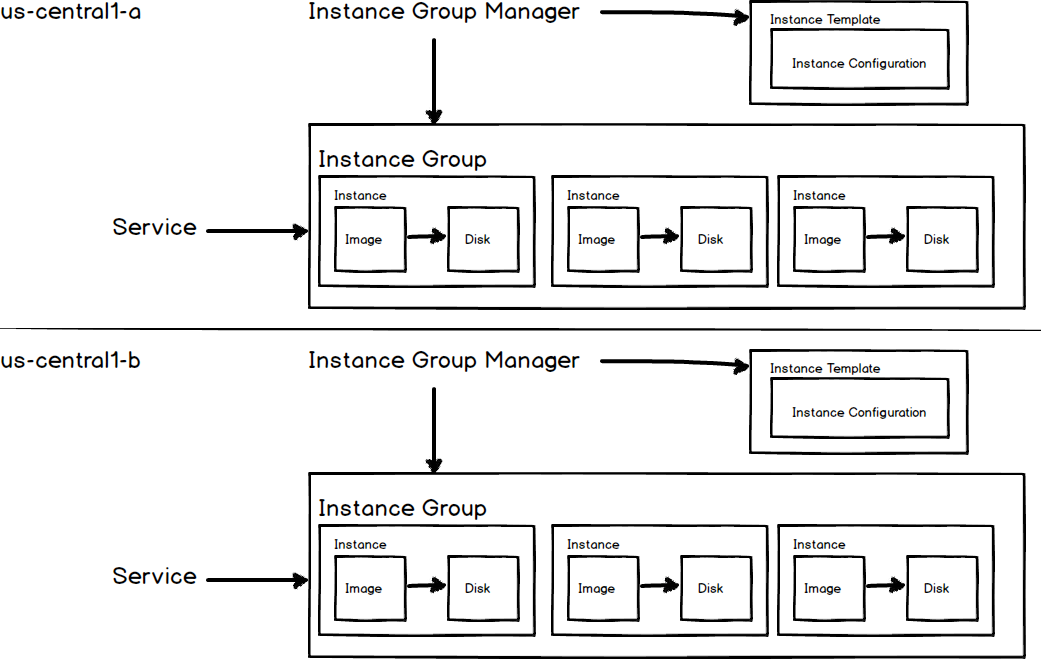 us-central1-a
Instance Group Manager
Instance Template
Instance Configuration
Instance Group
Instance
Instance
Instance
Service
Image
Disk
Image
Disk
Image
Disk
us-central1-b
Instance Group Manager
Instance Template
Instance Configuration
Instance Group
Instance
Instance
Instance
Service
Image
Disk
Image
Disk
Image
Disk